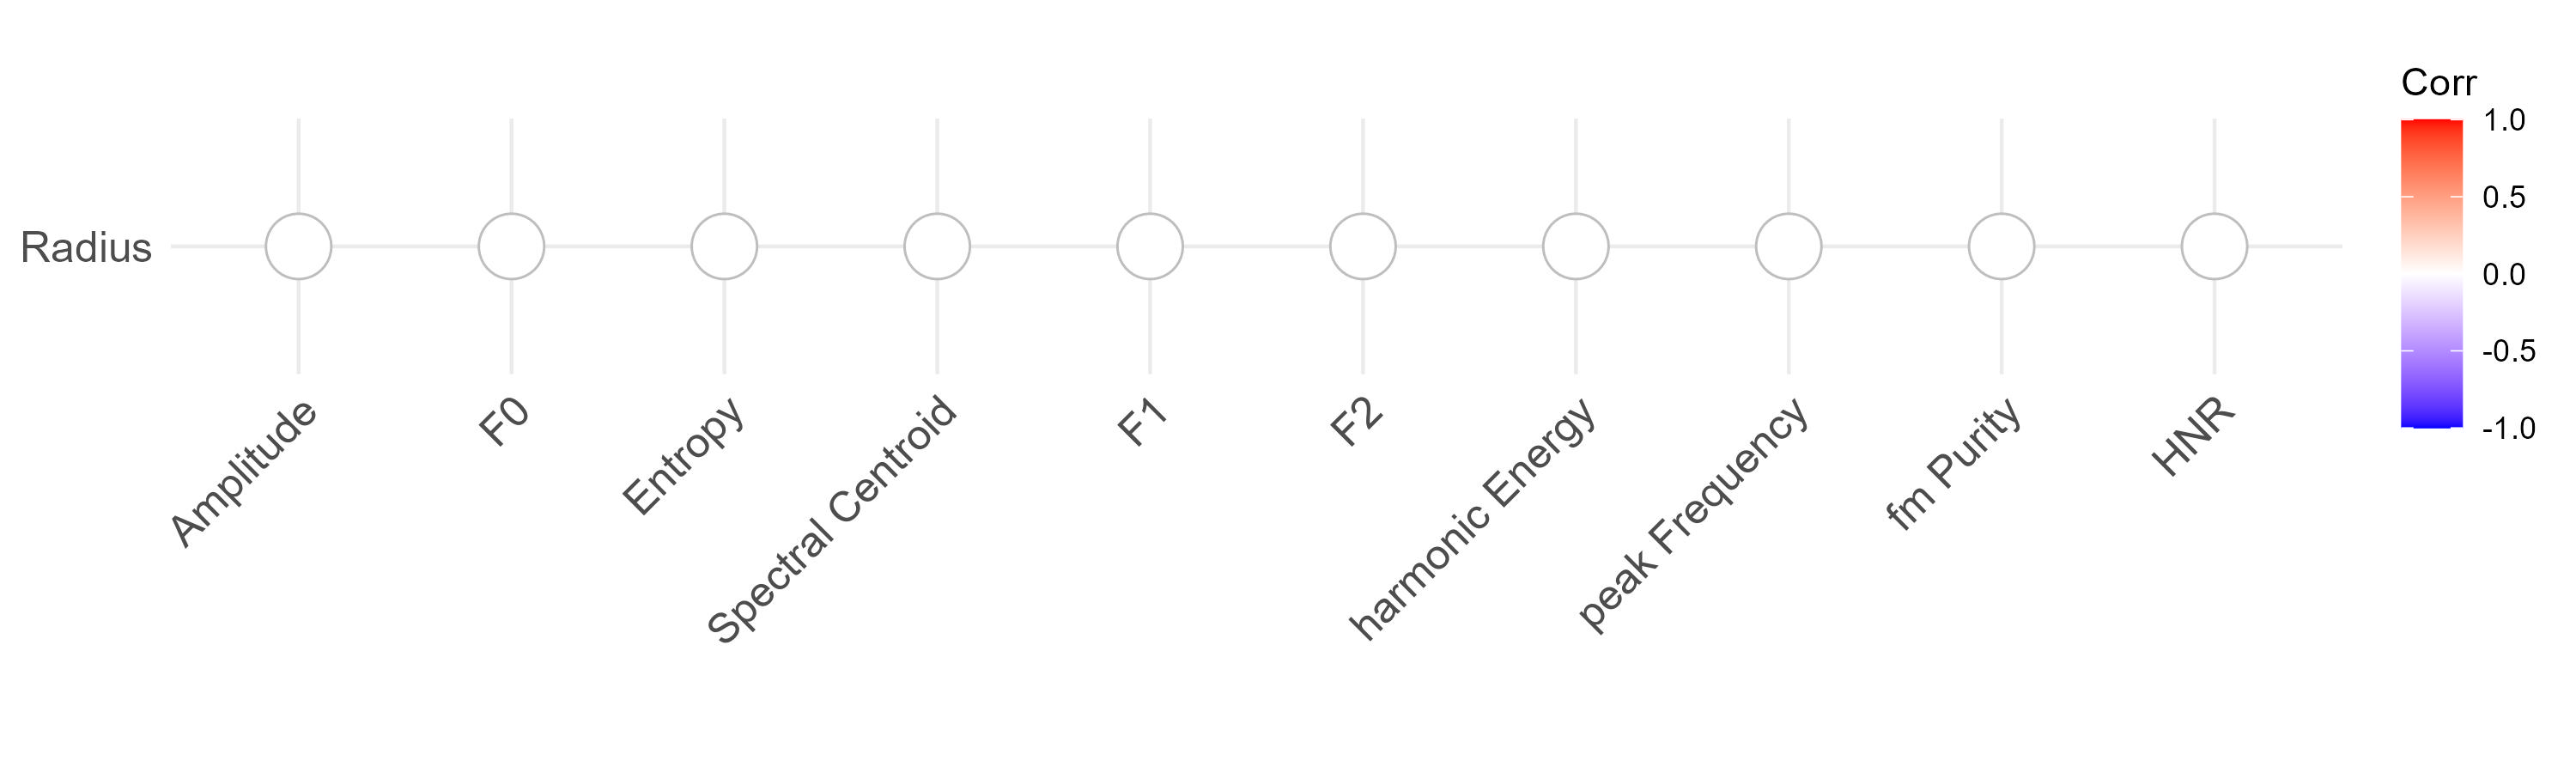 Corr
1.0
0.5
0.0
-0.5
-1.0
Radius
Amplitude
F0
Entropy
Spectral Centroid
F1
F2
harmonic Energy
peak Frequency
fm Purity
HNR